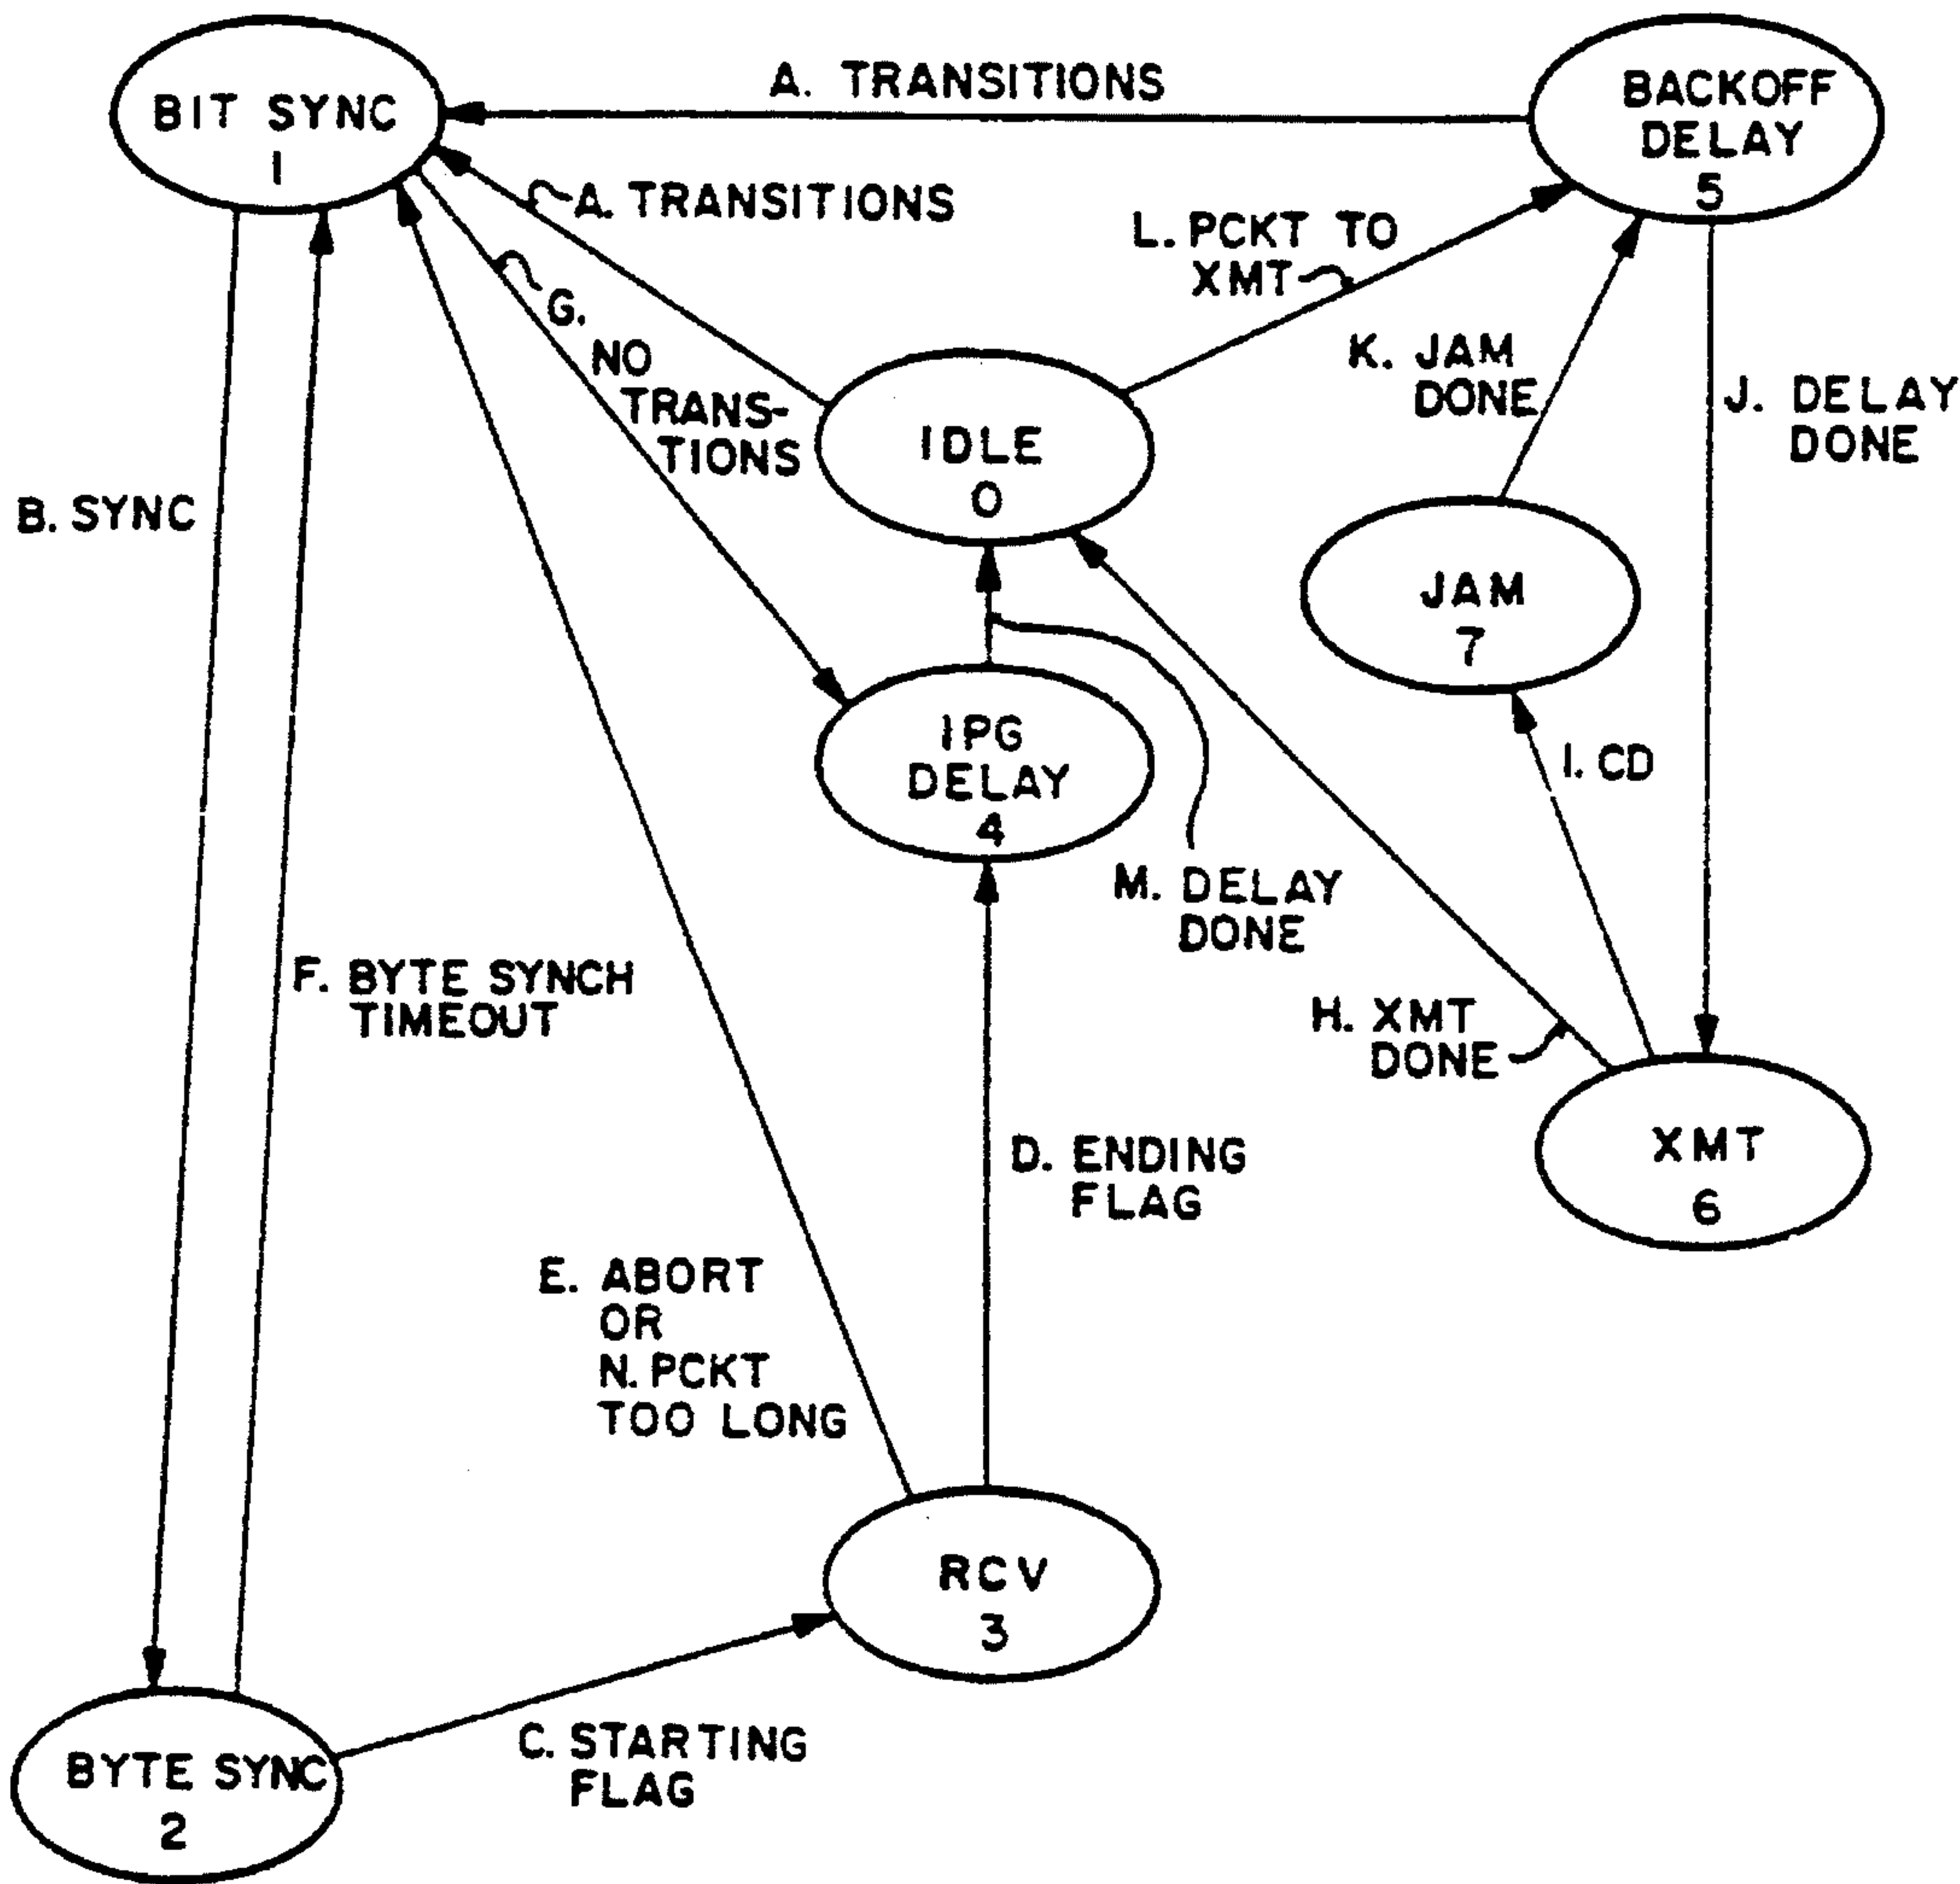 BIT SYNC
1
A. TRANSITIONS
BACKOFF
DELAY
5
A. TRANSITIONS
L. PCKT TO
XMT
G.
NO
TRANS-
TIONS
K. JAM
DONE
J. DELAY
DONE
IDLE
0
B. SYNC
JAM
7
IPG
DELAY
4
I. CD
M. DELAY
DONE
F. BYTE SYNCH
TIMEOUT
H. XMT
DONE
D. ENDING
FLAG
XMT
6
E. ABORT
OR
N. PCKT
TOO LONG
RCV
3
C. STARTING
FLAG
BYTE SYNC
2